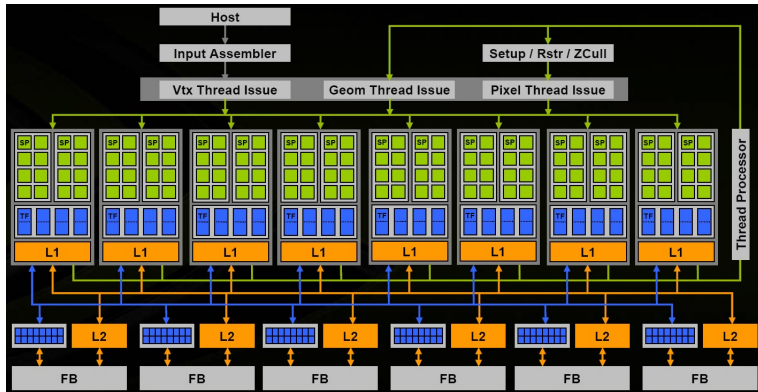 Host
Input Assembler
Setup / Rstr / ZCull
Vtx Thread Issue
Geom Thread Issue
Pixel Thread Issue
SP SP SP SP SP SP SP SP SP SP SP SP SP SP SP SP
Thread Processor
TF TF TF TF TF TF TF TF
L1 L1 L1 L1 L1 L1 L1 L1
L2 L2 L2 L2 L2 L2
FB FB FB FB FB FB